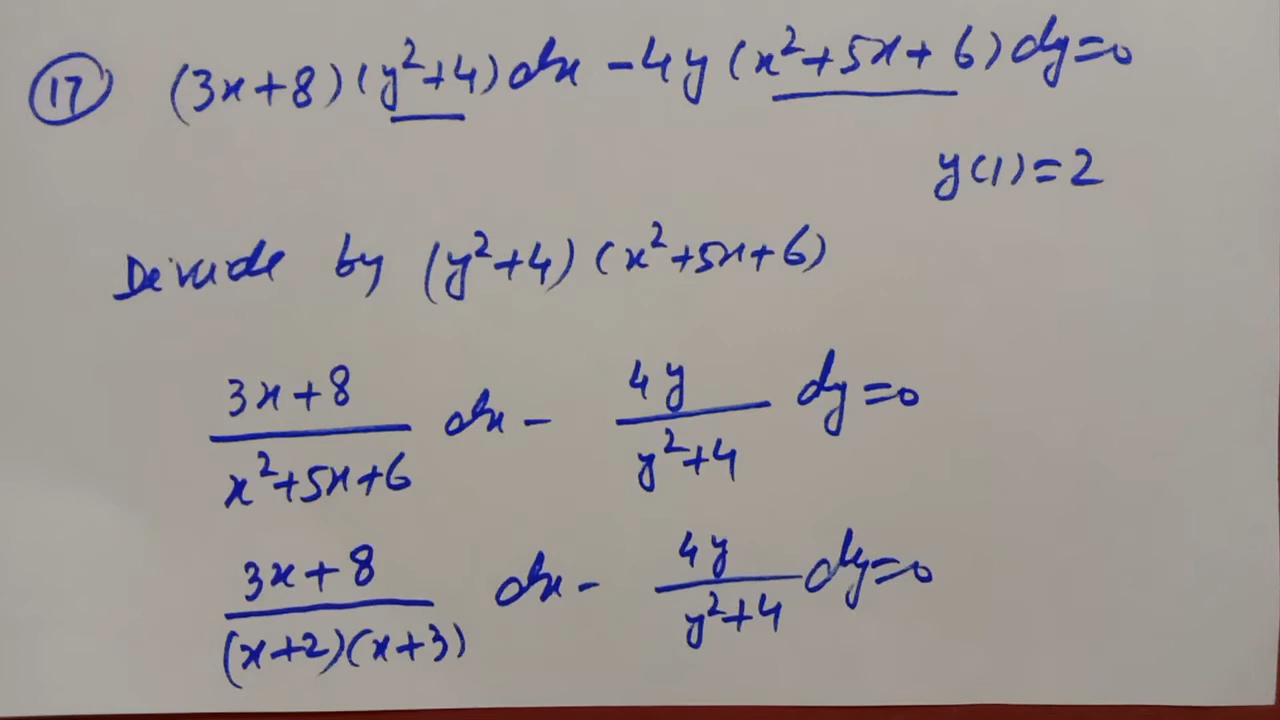 (17) (3x+8)(y²+4)dx - 4y(x²+5x+6)dy=0
y(1)=2
Divide by (y²+4)(x²+5x+6)
(3x+8)/(x²+5x+6) dx - 4y/(y²+4) dy=0
(3x+8)/((x+2)(x+3)) dx - 4y/(y²+4) dy=0